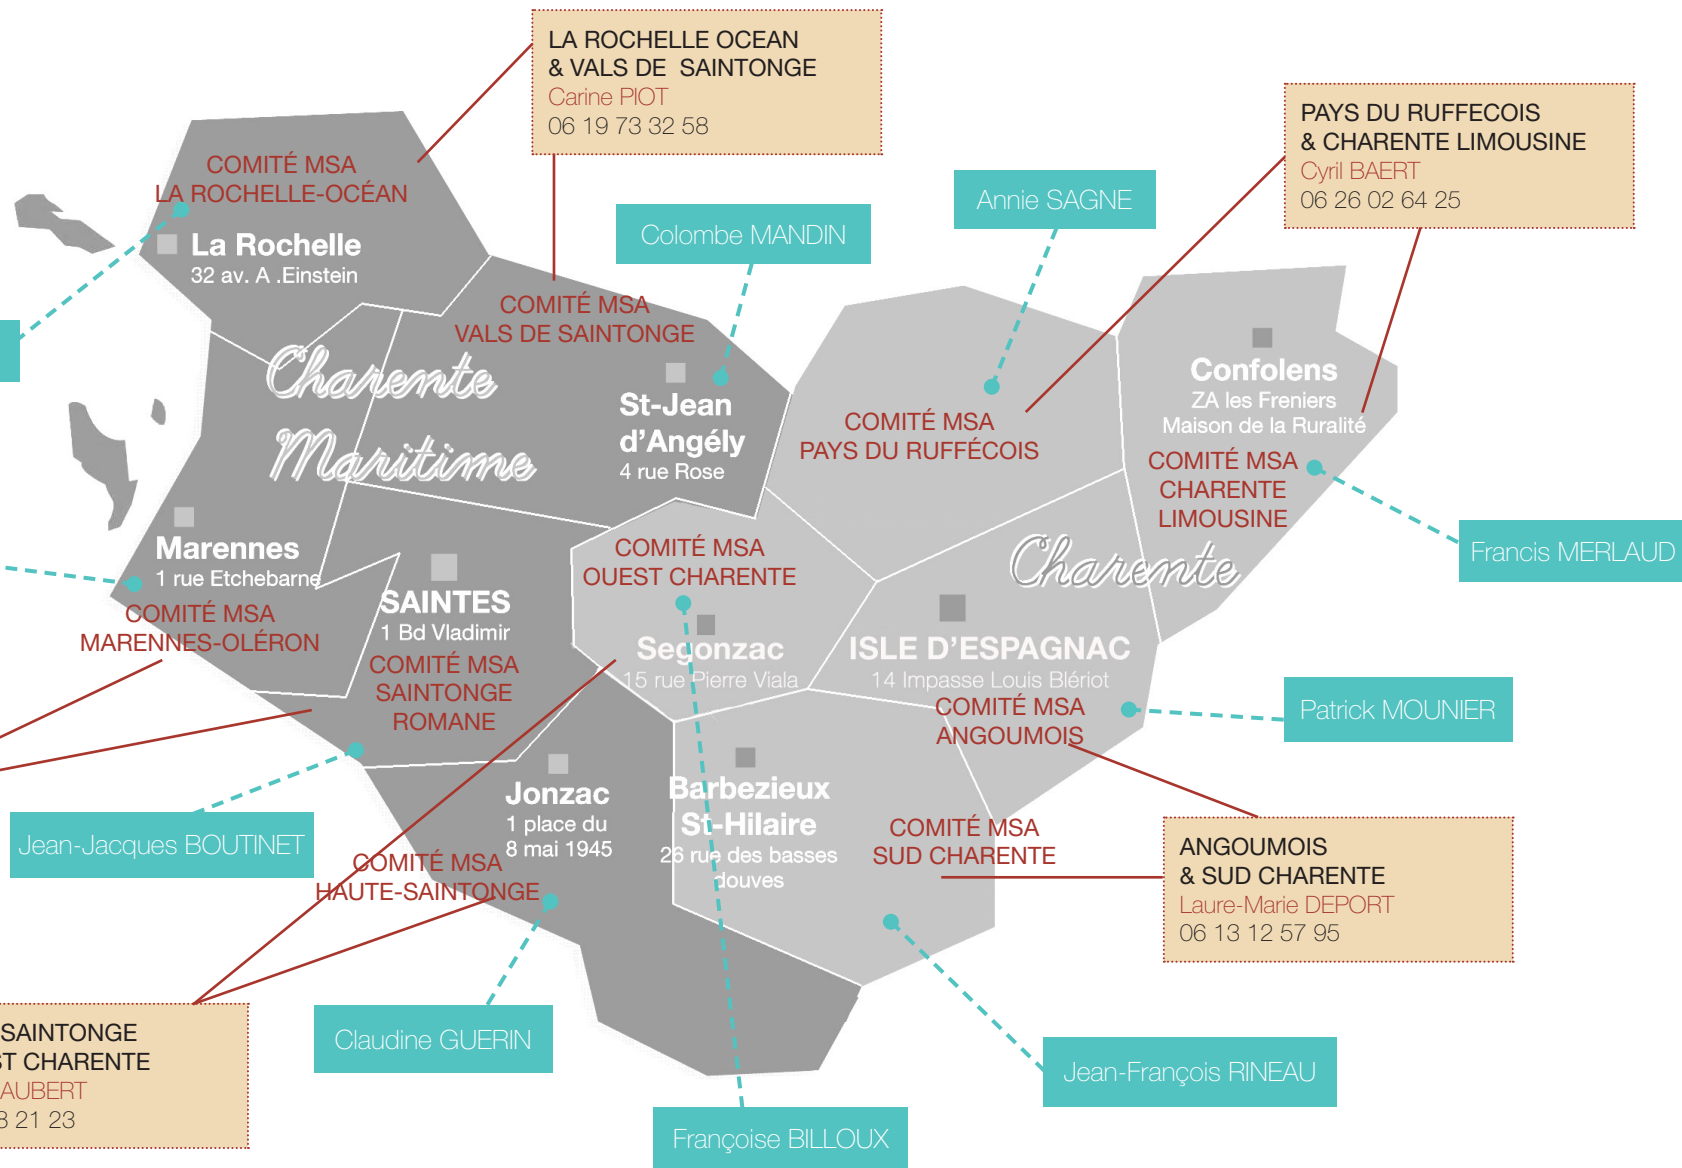 LA ROCHELLE OCEAN
& VALS DE SAINTONGE
Carine PIOT
06 19 73 32 58
PAYS DU RUFFECOIS
& CHARENTE LIMOUSINE
Cyril BAERT
06 26 02 64 25
COMITÉ MSA
LA ROCHELLE-OCÉAN
La Rochelle
32 av. A .Einstein
Colombe MANDIN
Annie SAGNE
COMITÉ MSA
VALS DE SAINTONGE
Charente
Maritime
St-Jean
d'Angély
4 rue Rose
COMITÉ MSA
PAYS DU RUFFÉCOIS
Confolens
ZA les Freniers
Maison de la Ruralité
COMITÉ MSA
CHARENTE
LIMOUSINE
Francis MERLAUD
Marennes
1 rue Etchebarne
COMITÉ MSA
MARENNES-OLÉRON
SAINTES
1 Bd Vladimir
COMITÉ MSA
SAINTONGE
ROMANE
COMITÉ MSA
OUEST CHARENTE
Segonzac
15 rue Pierre Viala
Charente
ISLE D'ESPAGNAC
14 Impasse Louis Blériot
COMITÉ MSA
ANGOUMOIS
Patrick MOUNIER
Jean-Jacques BOUTINET
Jonzac
1 place du
8 mai 1945
COMITÉ MSA
HAUTE-SAINTONGE
Barbezieux
St-Hilaire
26 rue des basses
douves
COMITÉ MSA
SUD CHARENTE
ANGOUMOIS
& SUD CHARENTE
Laure-Marie DEPORT
06 13 12 57 95
SAINTONGE
ST CHARENTE
AUBERT
8 21 23
Claudine GUERIN
Jean-François RINEAU
Françoise BILLOUX